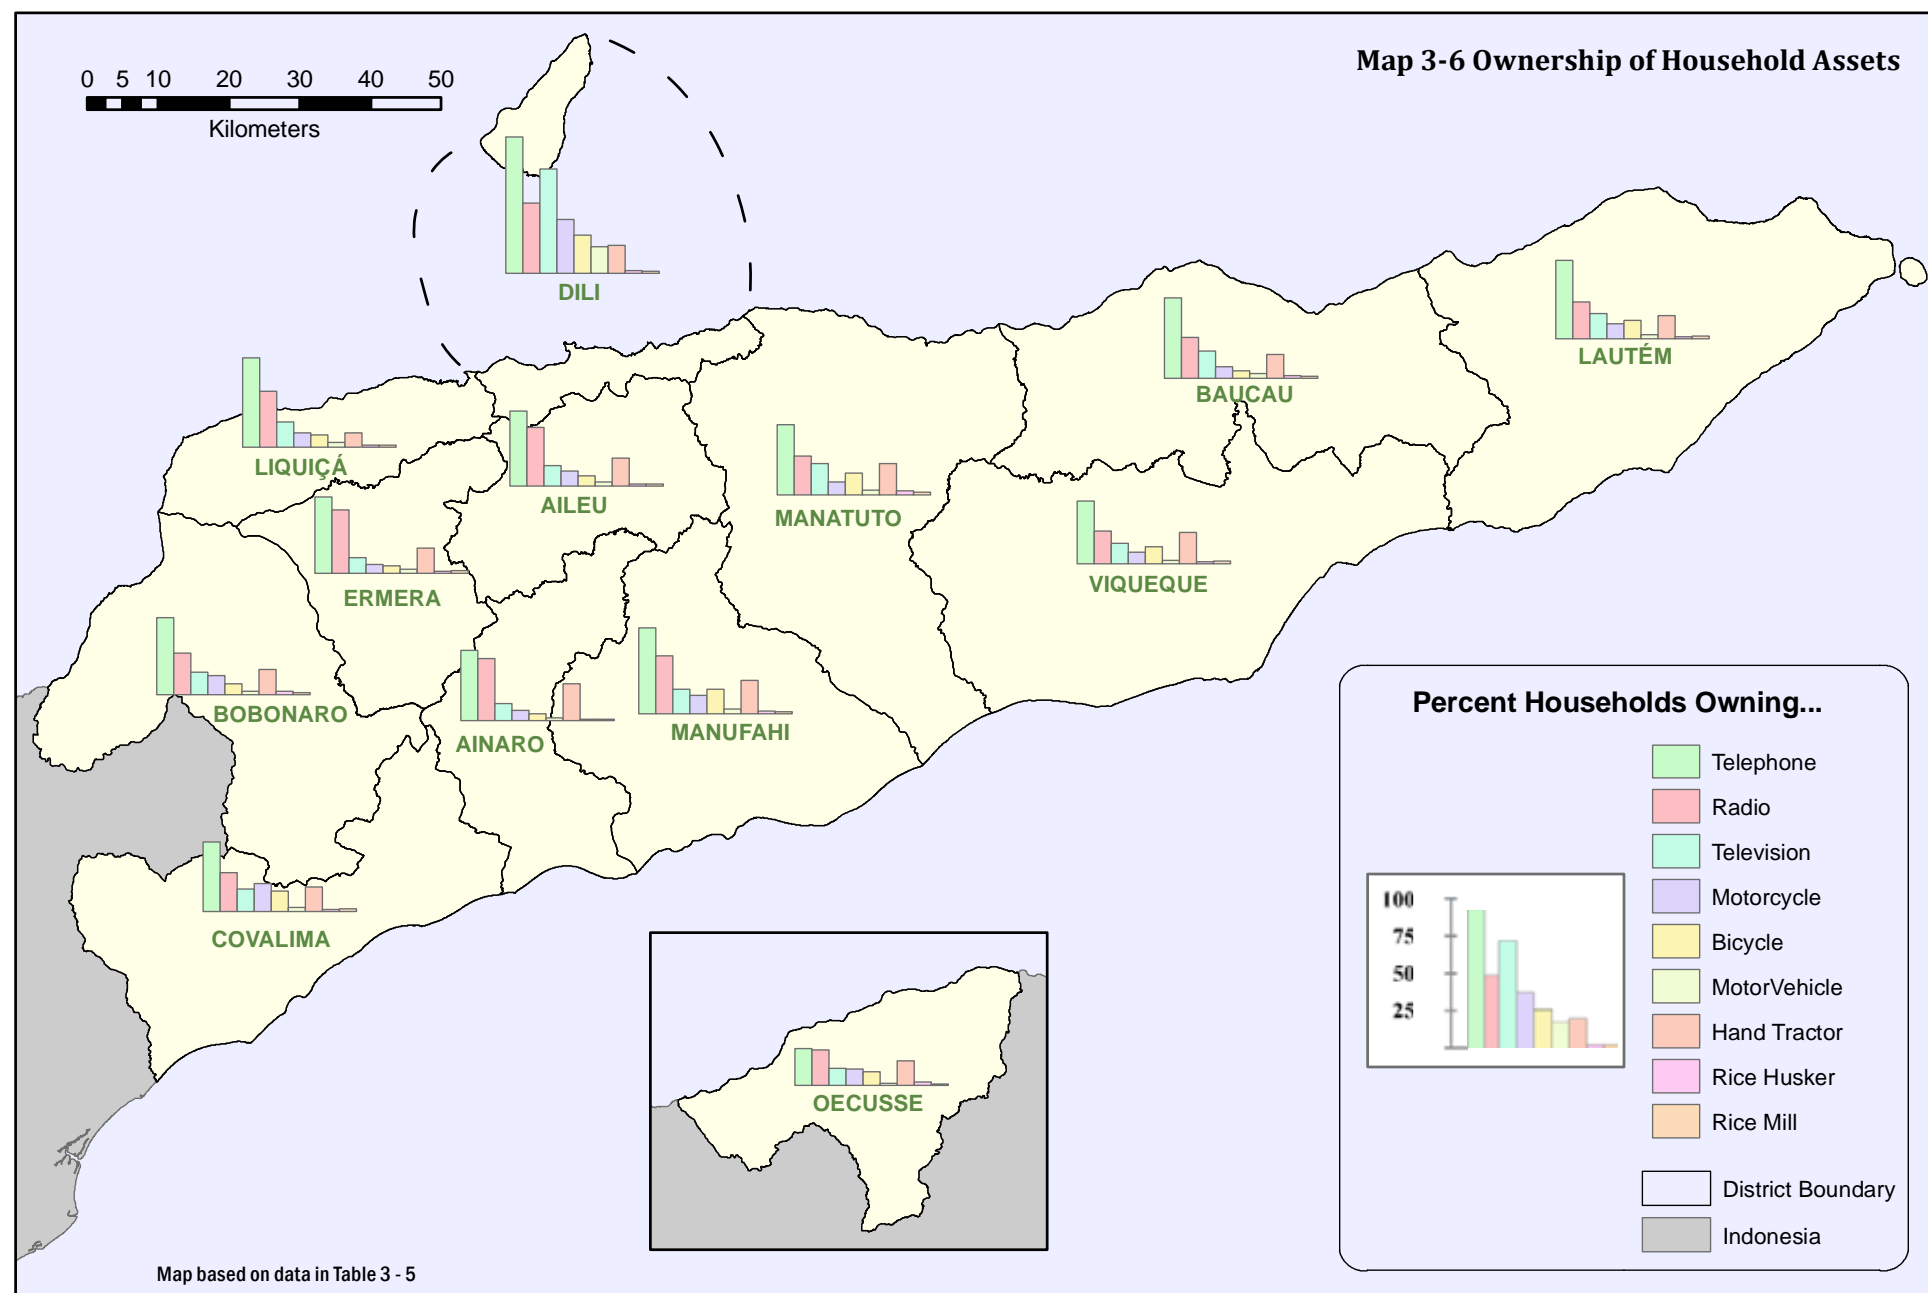 Map 3-6 Ownership of Household Assets
0 5 10 20 30 40 50
Kilometers
DILI
LAUTÉM
BAUCAU
LIQUIÇÁ
AILEU
MANATUTO
VIQUEQUE
ERMERA
BOBONARO
AINARO
MANUFAHI
COVALIMA
OECUSSE
Percent Households Owning...
Telephone
Radio
Television
Motorcycle
Bicycle
MotorVehicle
Hand Tractor
Rice Husker
Rice Mill
District Boundary
Indonesia
100
75
50
25
Map based on data in Table 3 - 5